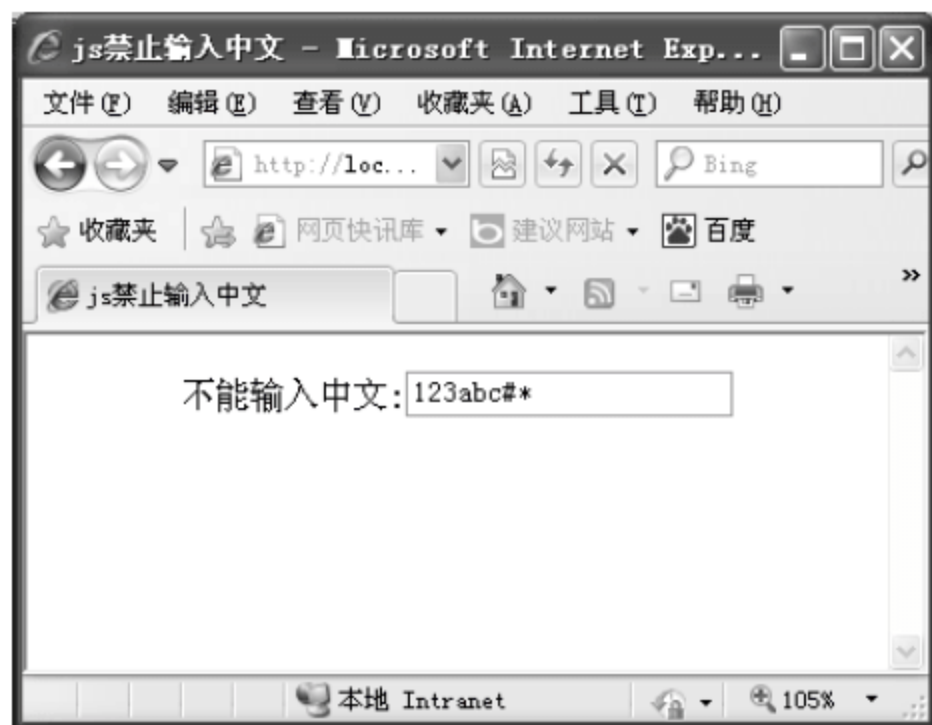 js禁止输入中文 - Microsoft Internet Exp...
文件(F) 编辑(E) 查看(V) 收藏夹(A) 工具(T) 帮助(H)
http://loc... Bing
收藏夹 网页快讯库 建议网站 百度
js禁止输入中文 »
不能输入中文:123abc#*
本地 Intranet 105%